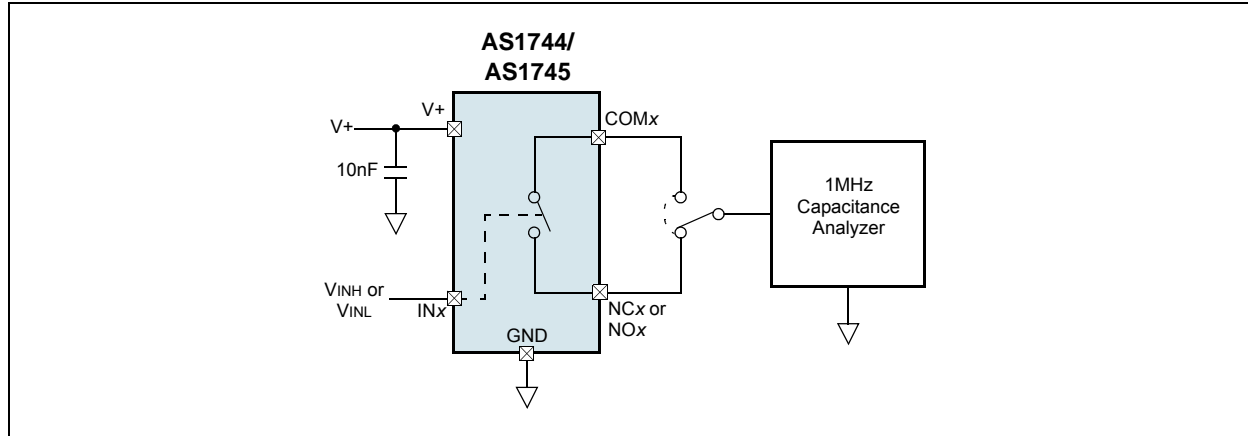 AS1744/
AS1745
V+
V+
COMx
10nF
1MHz
Capacitance
Analyzer
VINH or
VINL
INx
NCx or
NOx
GND